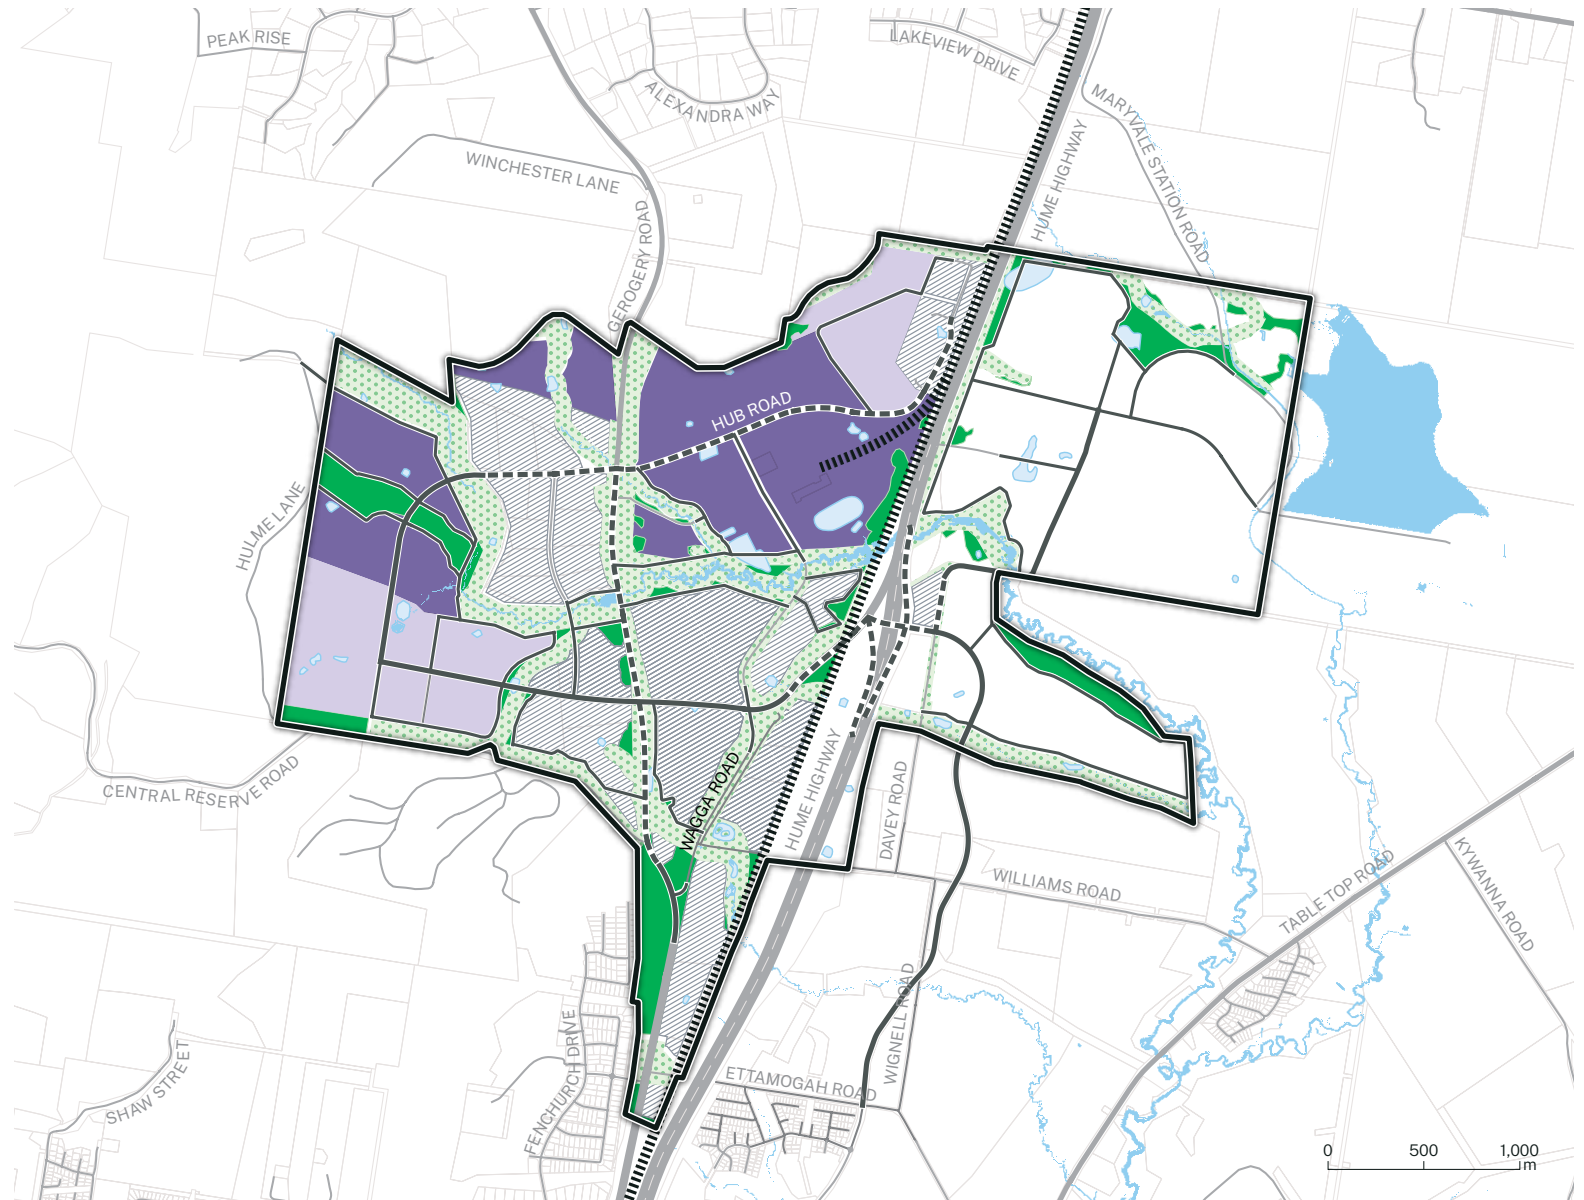 PEAK RISE
LAKEVIEW DRIVE
ALEXANDRA WAY
MARYVALE STATION ROAD
WINCHESTER LANE
HUME HIGHWAY
GEROGERY ROAD
HUB ROAD
HULME LANE
CENTRAL RESERVE ROAD
WAGGA ROAD
HUME HIGHWAY
DAVEY ROAD
WILLIAMS ROAD
TABLE TOP ROAD
KYWANNA ROAD
WIGNELL ROAD
FENCHURCH DRIVE
SHAW STREET
ETTAMOGAH ROAD
0 500 1,000
m